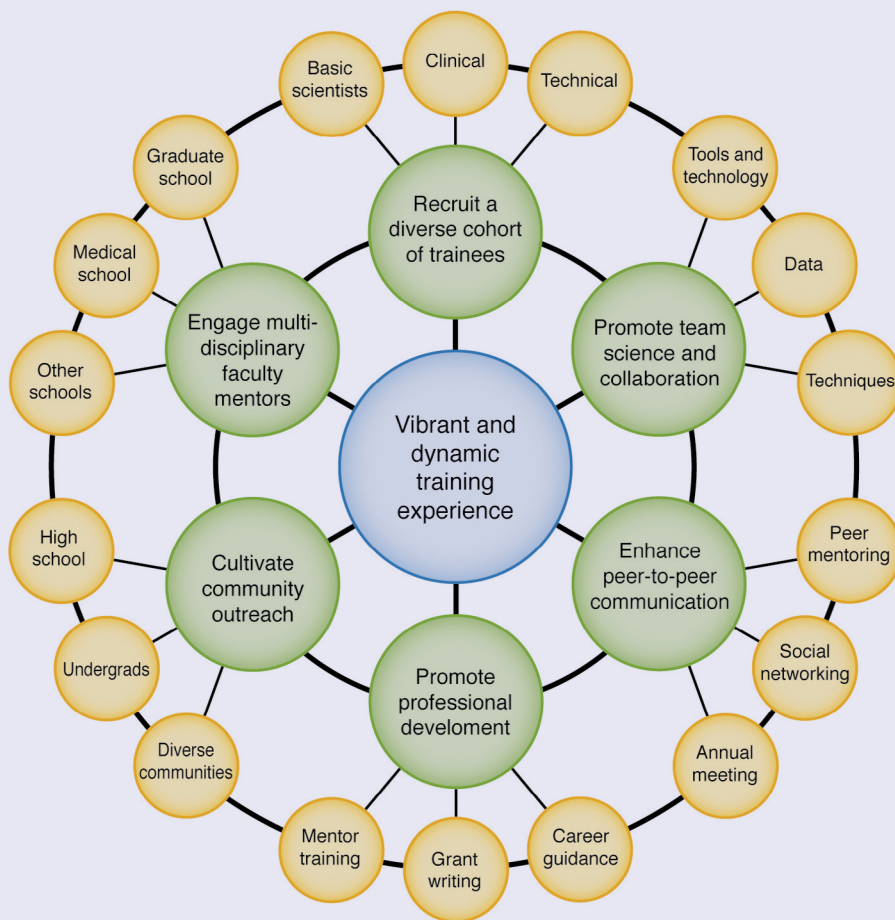 Basic
scientists
Clinical
Technical
Graduate
school
Tools and
technology
Recruit a
diverse cohort
of trainees
Medical
school
Data
Engage multi-
disciplinary
faculty
mentors
Promote team
science and
collaboration
Other
schools
Techniques
Vibrant and
dynamic
training
experience
High
school
Peer
mentoring
Cultivate
community
outreach
Enhance
peer-to-peer
communication
Undergrads
Social
networking
Promote
professional
develoment
Diverse
communities
Annual
meeting
Mentor
training
Grant
writing
Career
guidance